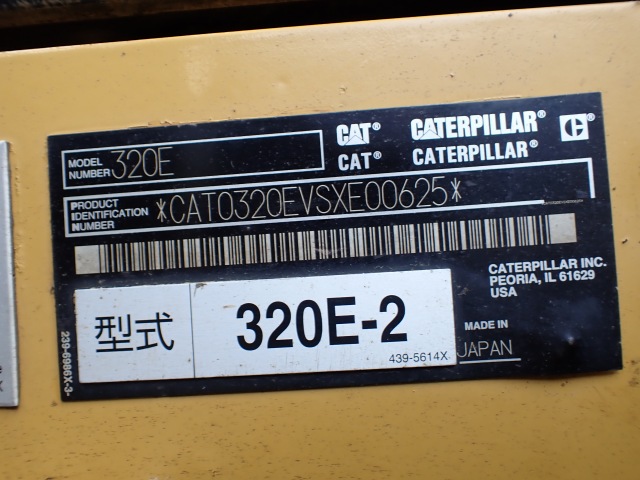 MODEL NUMBER 320E
CAT® CATERPILLAR® C®
CAT® CATERPILLAR®
PRODUCT IDENTIFICATION NUMBER *CAT0320EVSXE00625*
CATERPILLAR INC.
PEORIA, IL 61629
USA
型式 320E-2
439-5614X
MADE IN
JAPAN
239-6986X-3-